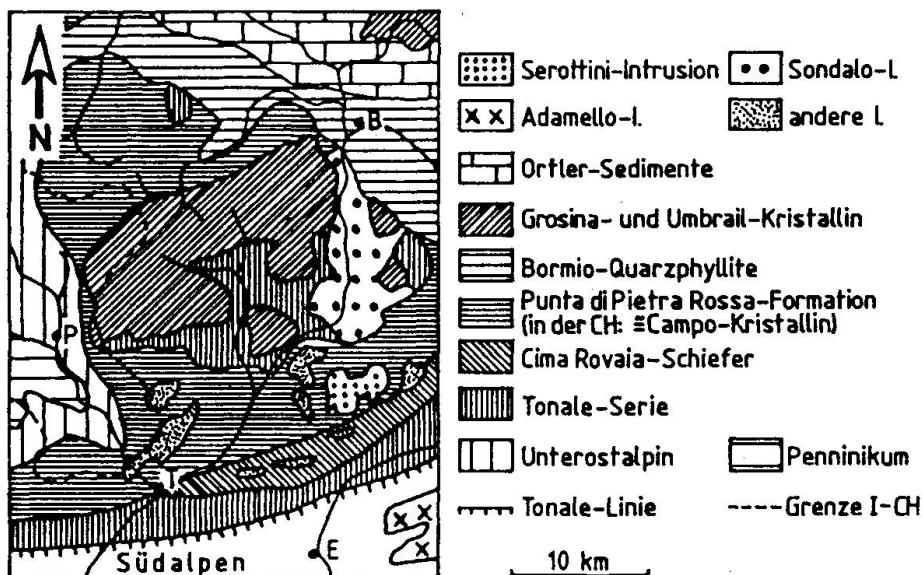 N
B
P
T
E
Südalpen
Serottini-Intrusion
Sondalo-I.
Adamello-I.
andere I.
Ortler-Sedimente
Grosina- und Umbrail-Kristallin
Bormio-Quarzphyllite
Punta di Pietra Rossa-Formation
(in der CH: ≅Campo-Kristallin)
Cima Rovaia-Schiefer
Tonale-Serie
Unterostalpin
Penninikum
Tonale-Linie
Grenze I-CH
10 km